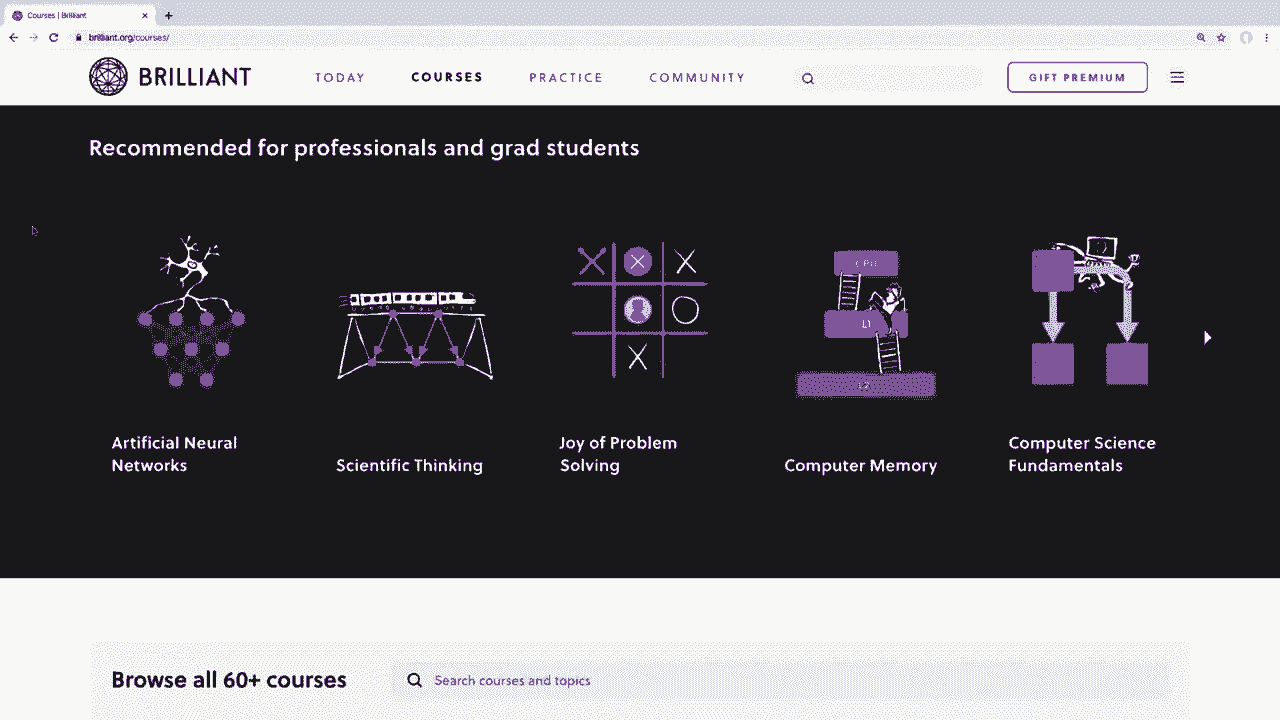 Courses | Brilliant
brilliant.org/courses/
BRILLIANT
TODAY
COURSES
PRACTICE
COMMUNITY
GIFT PREMIUM
Recommended for professionals and grad students
CPU
L1
L2
Artificial Neural
Networks
Scientific Thinking
Joy of Problem
Solving
Computer Memory
Computer Science
Fundamentals
Browse all 60+ courses
Search courses and topics